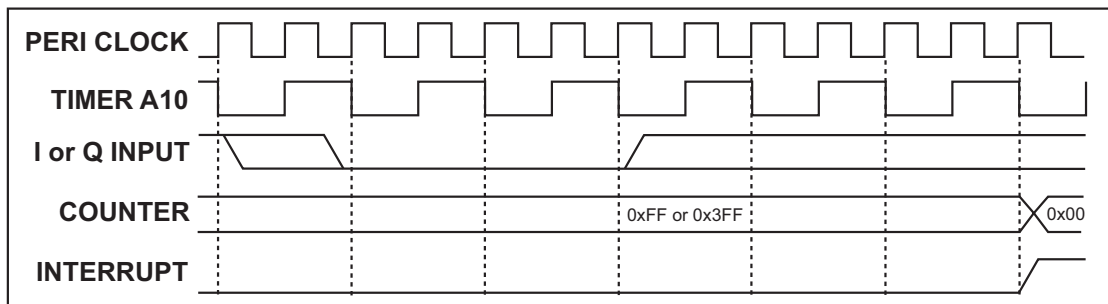 PERI CLOCK
TIMER A10
I or Q INPUT
COUNTER
0xFF or 0x3FF
0x00
INTERRUPT